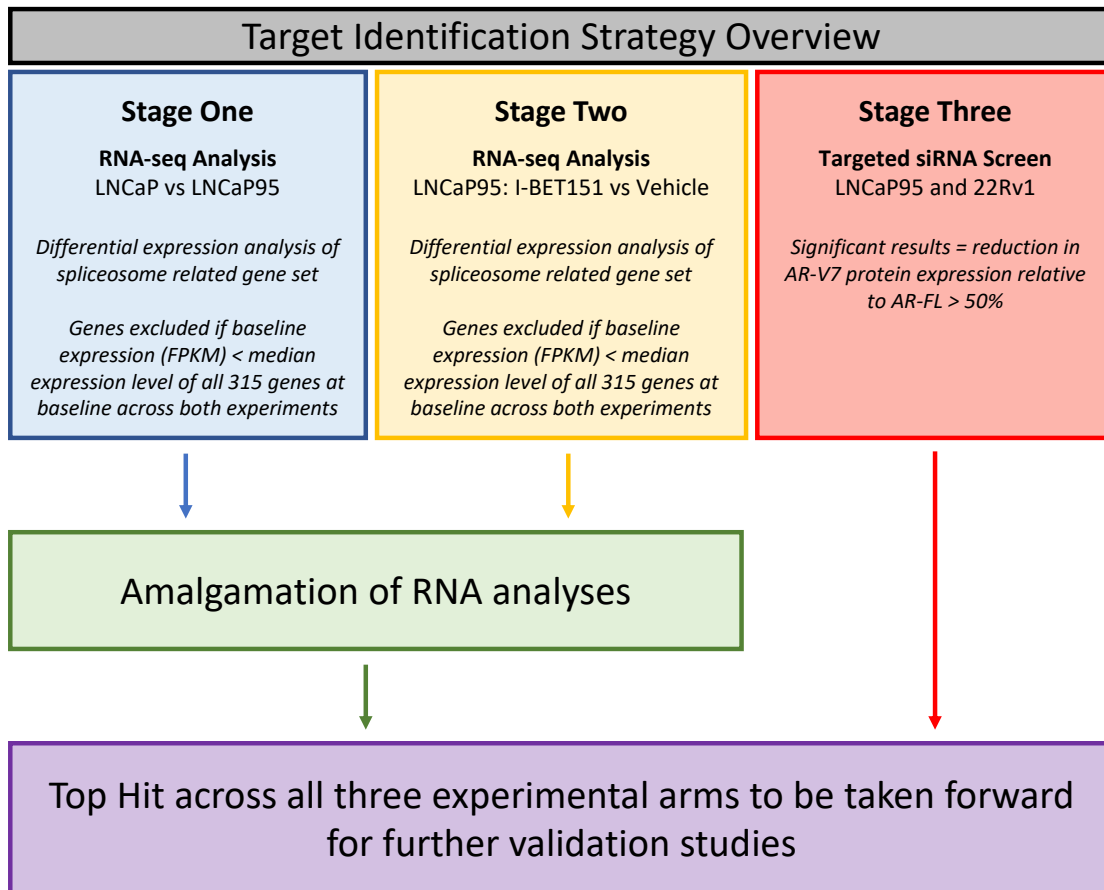 Target Identification Strategy Overview
Stage One
RNA-seq Analysis
LNCaP vs LNCaP95
Differential expression analysis of
spliceosome related gene set
Genes excluded if baseline
expression (FPKM) < median
expression level of all 315 genes at
baseline across both experiments
Stage Two
RNA-seq Analysis
LNCaP95: I-BET151 vs Vehicle
Differential expression analysis of
spliceosome related gene set
Genes excluded if baseline
expression (FPKM) < median
expression level of all 315 genes at
baseline across both experiments
Stage Three
Targeted siRNA Screen
LNCaP95 and 22Rv1
Significant results = reduction in
AR-V7 protein expression relative
to AR-FL > 50%
Amalgamation of RNA analyses
Top Hit across all three experimental arms to be taken forward
for further validation studies